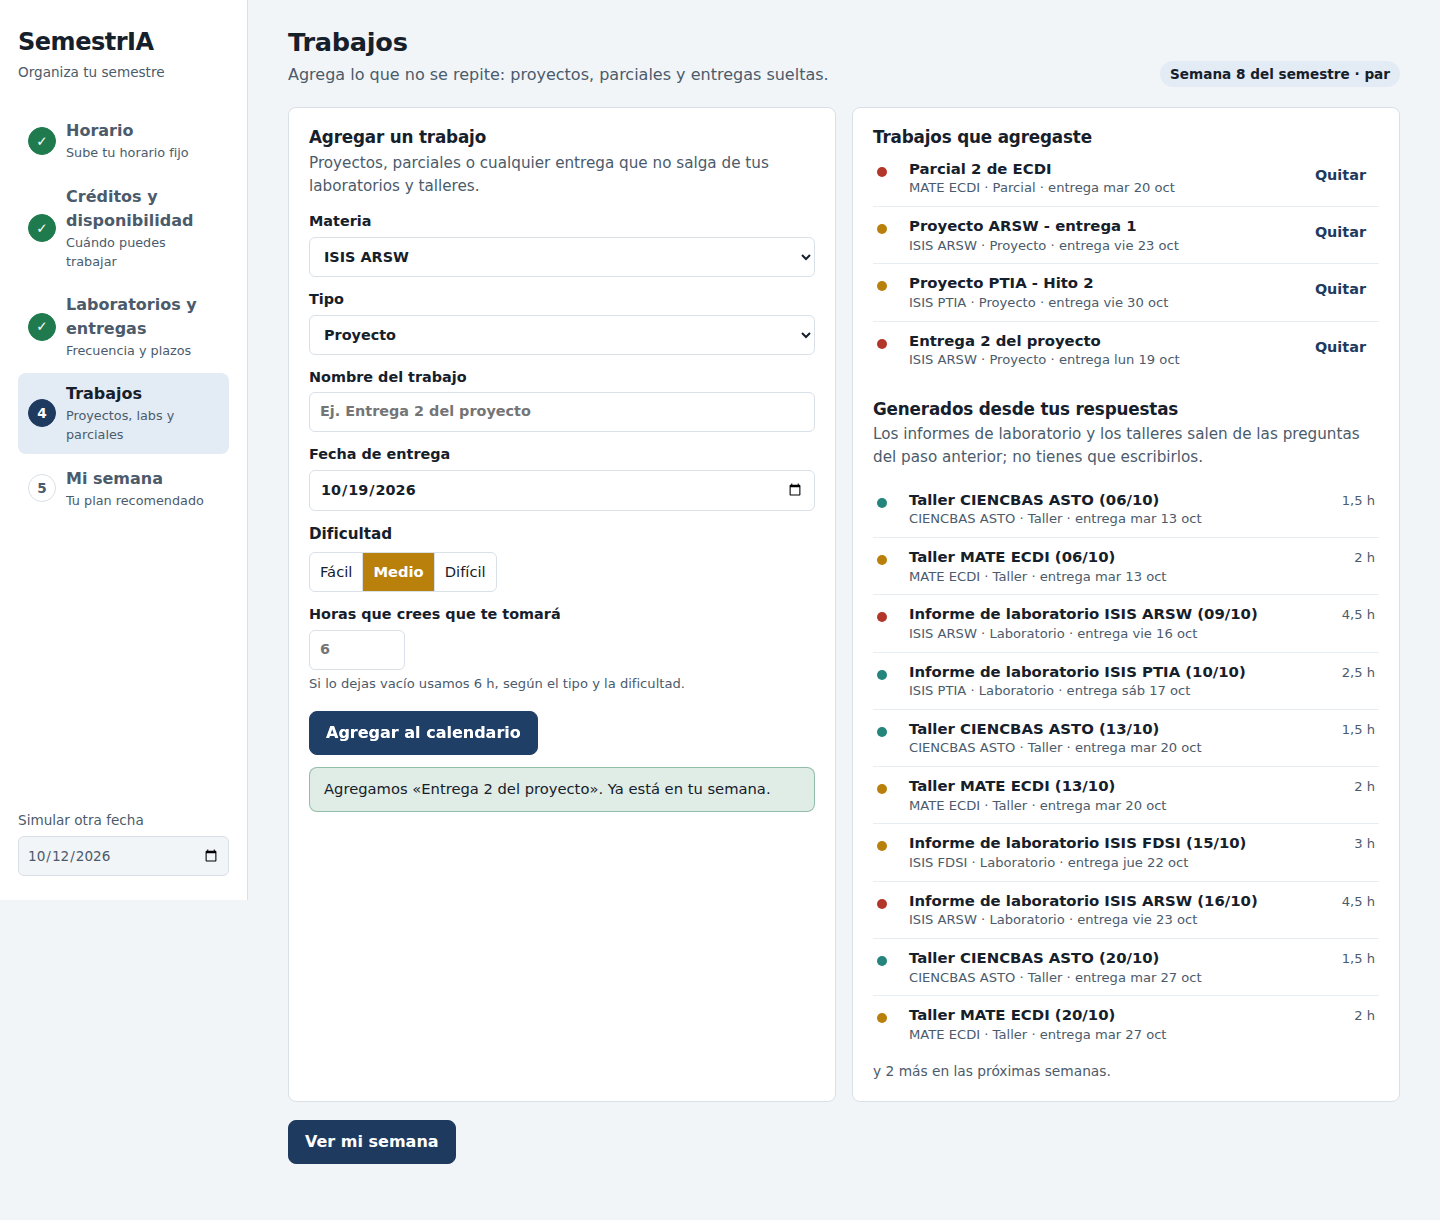 SemestrIA
Organiza tu semestre
✓
Horario
Sube tu horario fijo
✓
Créditos y
disponibilidad
Cuándo puedes
trabajar
✓
Laboratorios y
entregas
Frecuencia y plazos
4
Trabajos
Proyectos, labs y
parciales
5
Mi semana
Tu plan recomendado
Simular otra fecha
10/12/2026
Trabajos
Agrega lo que no se repite: proyectos, parciales y entregas sueltas.
Semana 8 del semestre · par
Agregar un trabajo
Proyectos, parciales o cualquier entrega que no salga de tus
laboratorios y talleres.
Materia
ISIS ARSW
Tipo
Proyecto
Nombre del trabajo
Ej. Entrega 2 del proyecto
Fecha de entrega
10/19/2026
Dificultad
Fácil Medio Difícil
Horas que crees que te tomará
6
Si lo dejas vacío usamos 6 h, según el tipo y la dificultad.
Agregar al calendario
Agregamos «Entrega 2 del proyecto». Ya está en tu semana.
Trabajos que agregaste
Parcial 2 de ECDI
MATE ECDI · Parcial · entrega mar 20 oct
Quitar
Proyecto ARSW - entrega 1
ISIS ARSW · Proyecto · entrega vie 23 oct
Quitar
Proyecto PTIA - Hito 2
ISIS PTIA · Proyecto · entrega vie 30 oct
Quitar
Entrega 2 del proyecto
ISIS ARSW · Proyecto · entrega lun 19 oct
Quitar
Generados desde tus respuestas
Los informes de laboratorio y los talleres salen de las preguntas
del paso anterior; no tienes que escribirlos.
Taller CIENCBAS ASTO (06/10)
CIENCBAS ASTO · Taller · entrega mar 13 oct
1,5 h
Taller MATE ECDI (06/10)
MATE ECDI · Taller · entrega mar 13 oct
2 h
Informe de laboratorio ISIS ARSW (09/10)
ISIS ARSW · Laboratorio · entrega vie 16 oct
4,5 h
Informe de laboratorio ISIS PTIA (10/10)
ISIS PTIA · Laboratorio · entrega sáb 17 oct
2,5 h
Taller CIENCBAS ASTO (13/10)
CIENCBAS ASTO · Taller · entrega mar 20 oct
1,5 h
Taller MATE ECDI (13/10)
MATE ECDI · Taller · entrega mar 20 oct
2 h
Informe de laboratorio ISIS FDSI (15/10)
ISIS FDSI · Laboratorio · entrega jue 22 oct
3 h
Informe de laboratorio ISIS ARSW (16/10)
ISIS ARSW · Laboratorio · entrega vie 23 oct
4,5 h
Taller CIENCBAS ASTO (20/10)
CIENCBAS ASTO · Taller · entrega mar 27 oct
1,5 h
Taller MATE ECDI (20/10)
MATE ECDI · Taller · entrega mar 27 oct
2 h
y 2 más en las próximas semanas.
Ver mi semana